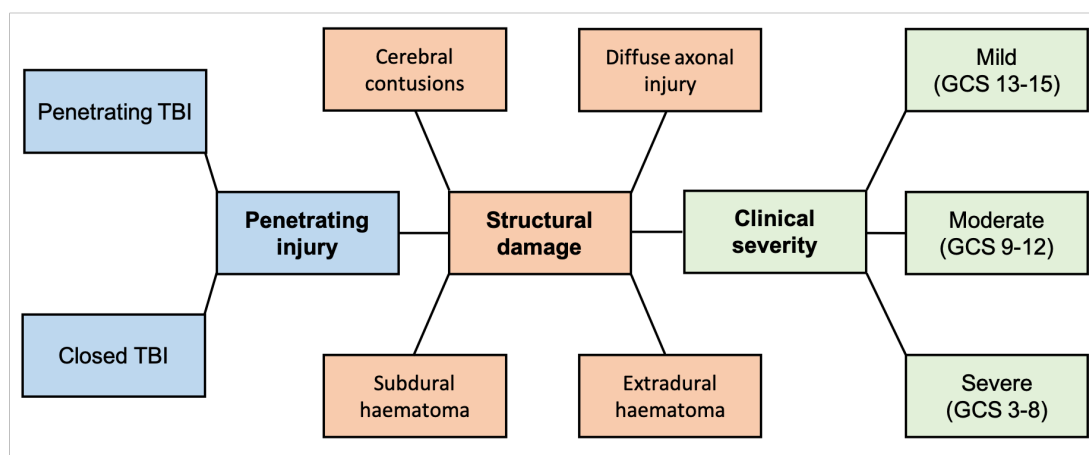 Penetrating TBI
Closed TBI
Penetrating
injury
Cerebral
contusions
Diffuse axonal
injury
Structural
damage
Subdural
haematoma
Extradural
haematoma
Clinical
severity
Mild
(GCS 13-15)
Moderate
(GCS 9-12)
Severe
(GCS 3-8)